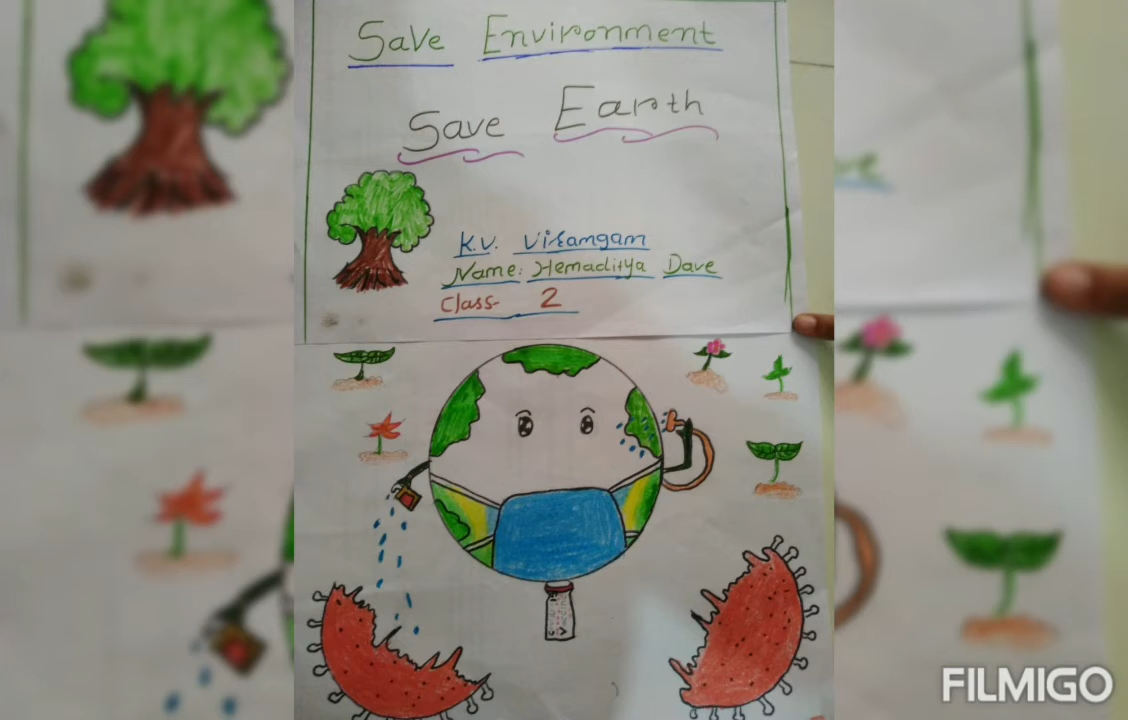 Save Environment
Save Earth
K.V. Viramgam
Name: Hemaditya Dave
Class- 2
FILMIGO